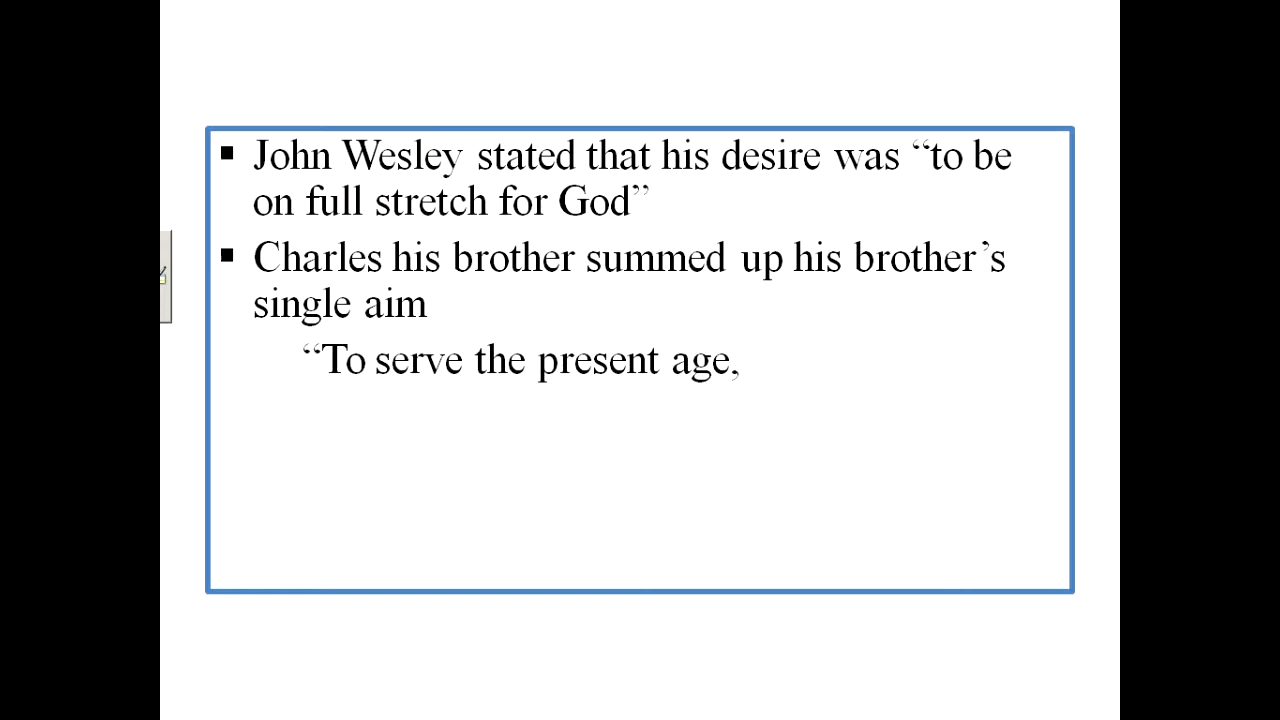 ▪ John Wesley stated that his desire was “to be
on full stretch for God”
▪ Charles his brother summed up his brother’s
single aim
“To serve the present age,